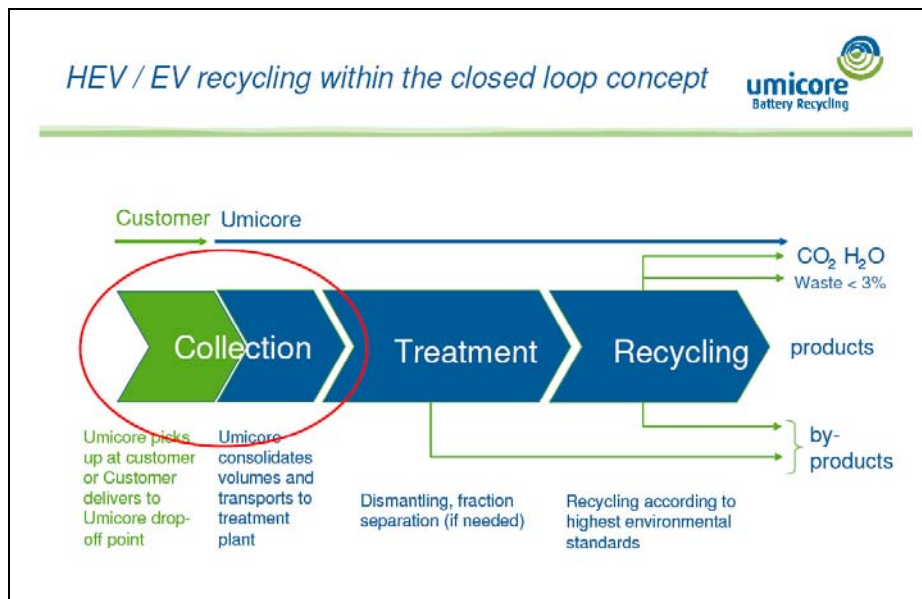 HEV / EV recycling within the closed loop concept
umicore
Battery Recycling
Customer
Umicore
CO₂ H₂O
Waste < 3%
Collection
Treatment
Recycling
products
by-
products
Umicore picks
up at customer
or Customer
delivers to
Umicore drop-
off point
Umicore
consolidates
volumes and
transports to
treatment
plant
Dismantling, fraction
separation (if needed)
Recycling according to
highest environmental
standards